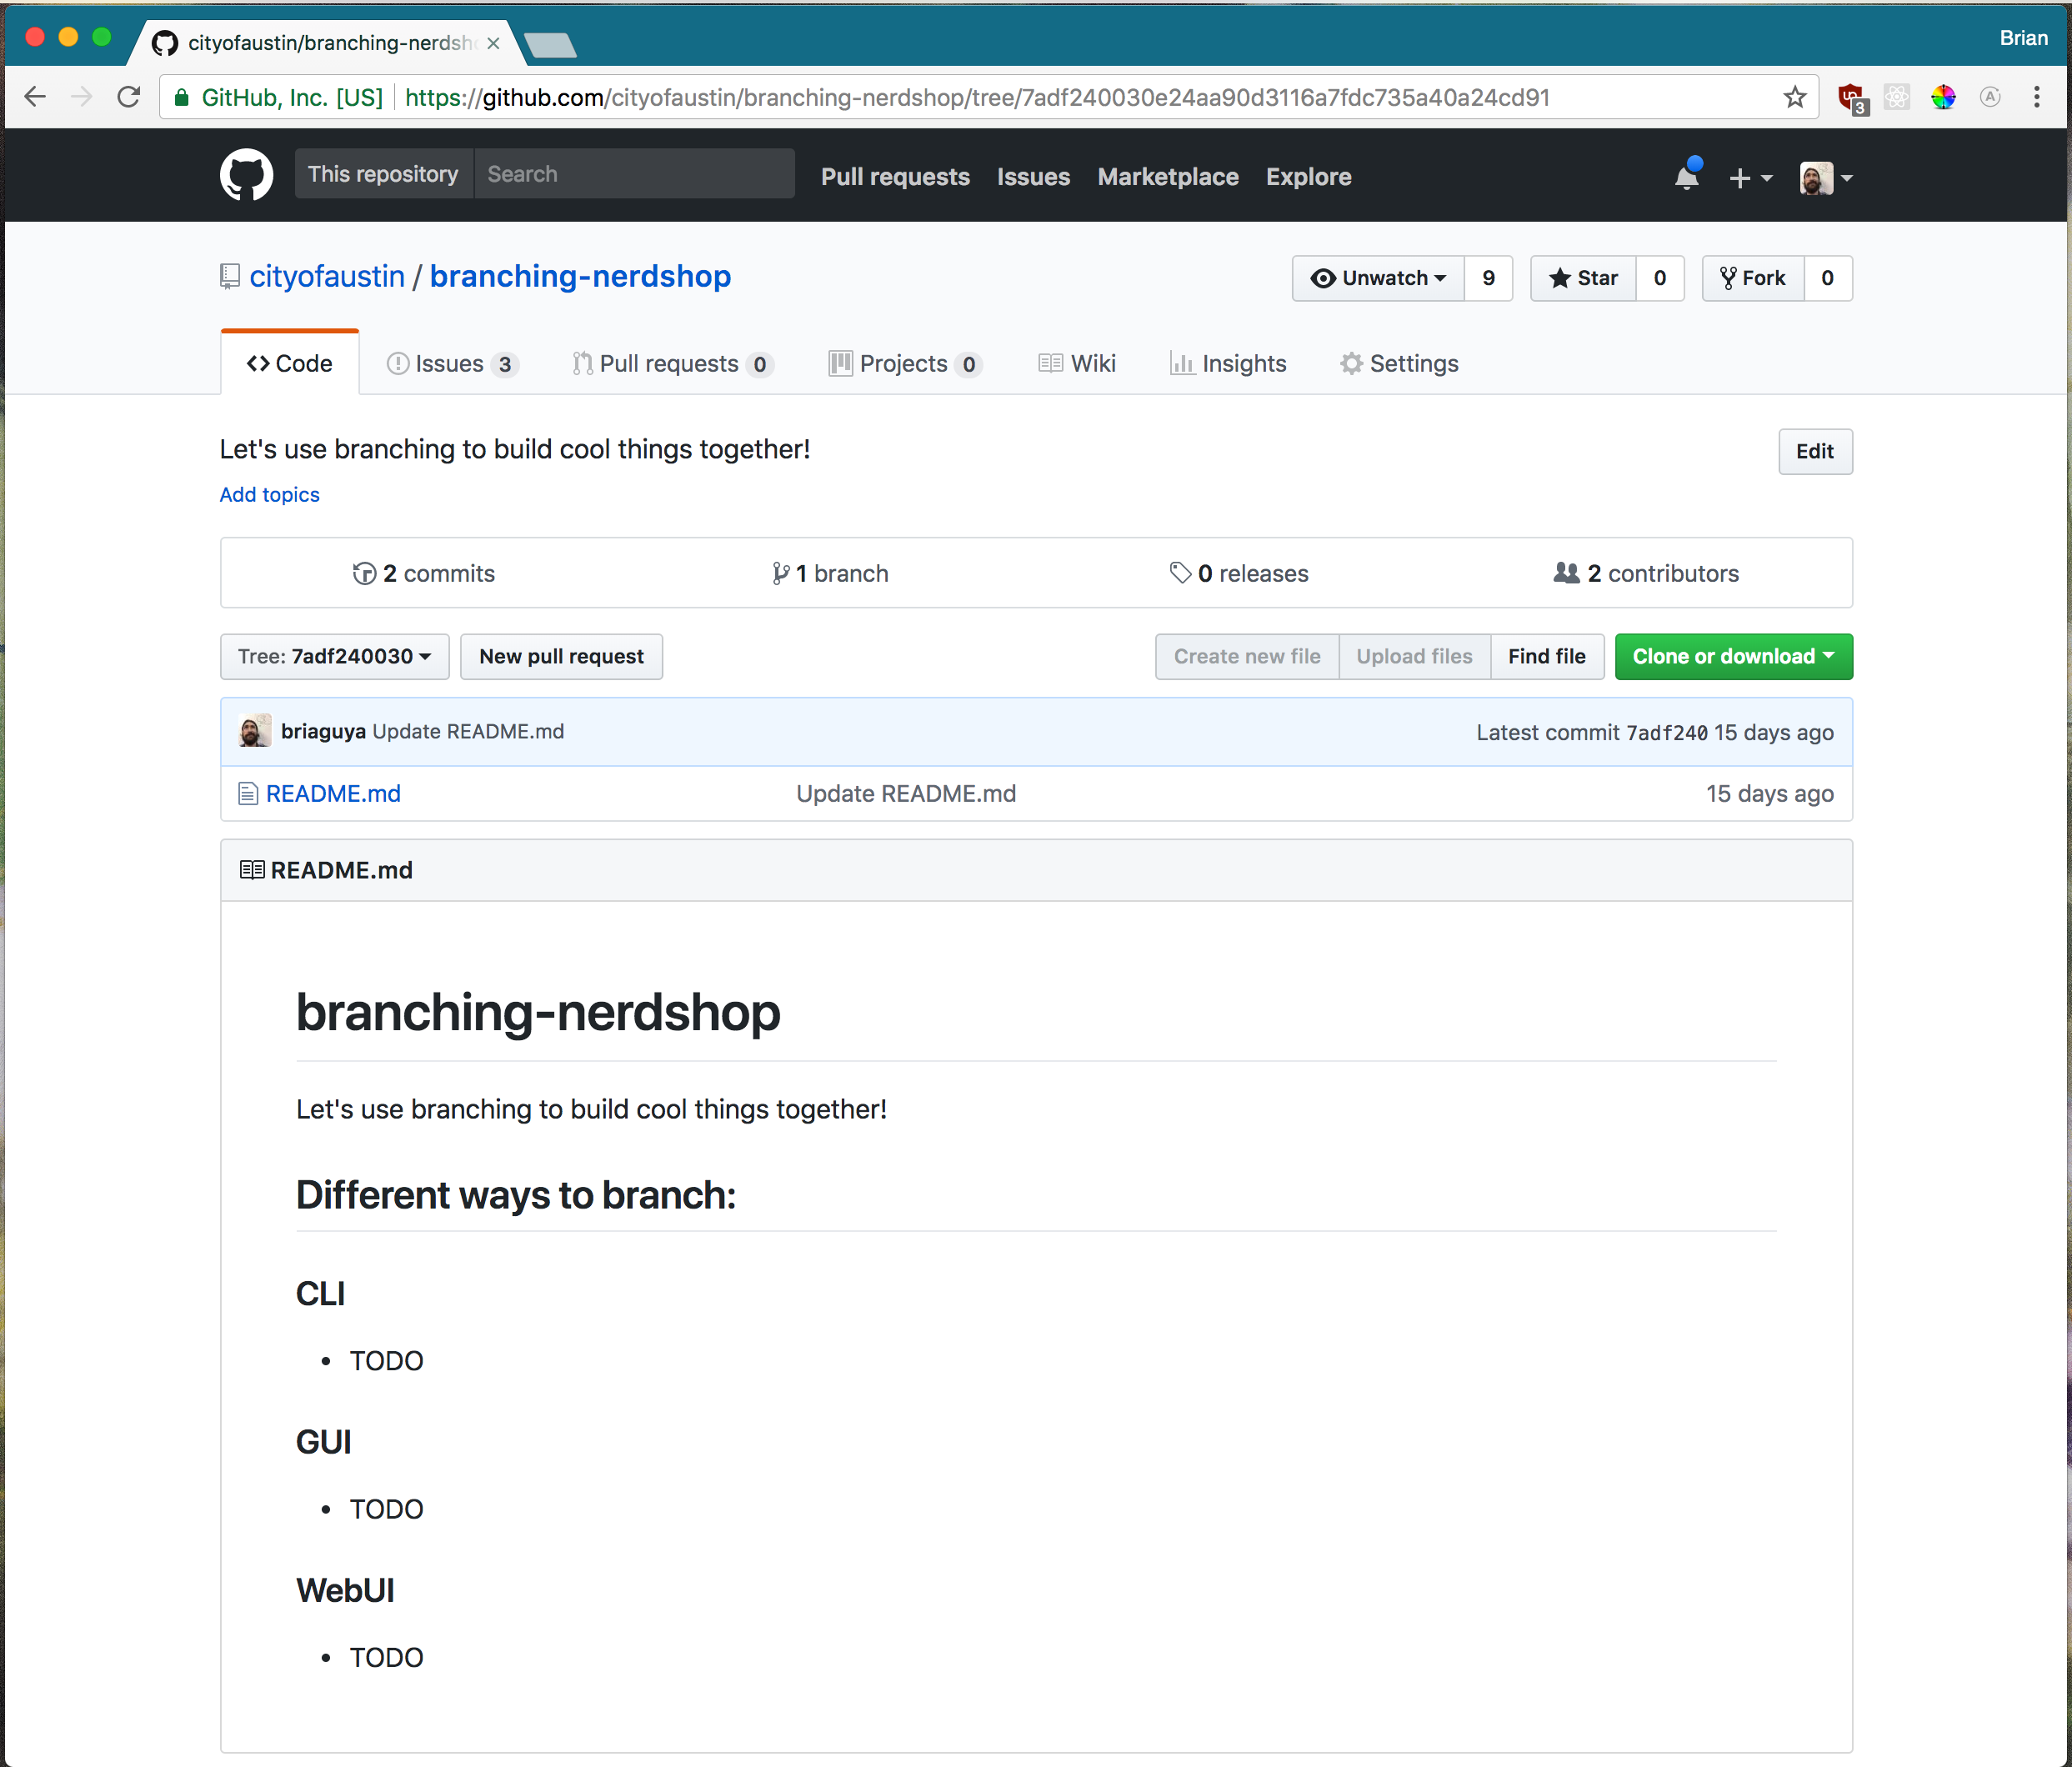 cityofaustin/branching-nerdsh
Brian
GitHub, Inc. [US] https://github.com/cityofaustin/branching-nerdshop/tree/7adf240030e24aa90d3116a7fdc735a40a24cd91
3
This repository Search Pull requests Issues Marketplace Explore
cityofaustin / branching-nerdshop
Unwatch 9 Star 0 Fork 0
Code Issues 3 Pull requests 0 Projects 0 Wiki Insights Settings
Let's use branching to build cool things together!
Edit
Add topics
2 commits 1 branch 0 releases 2 contributors
Tree: 7adf240030 New pull request Create new file Upload files Find file Clone or download
briaguya Update README.md Latest commit 7adf240 15 days ago
README.md Update README.md 15 days ago
README.md
branching-nerdshop
Let's use branching to build cool things together!
Different ways to branch:
CLI
• TODO
GUI
• TODO
WebUI
• TODO